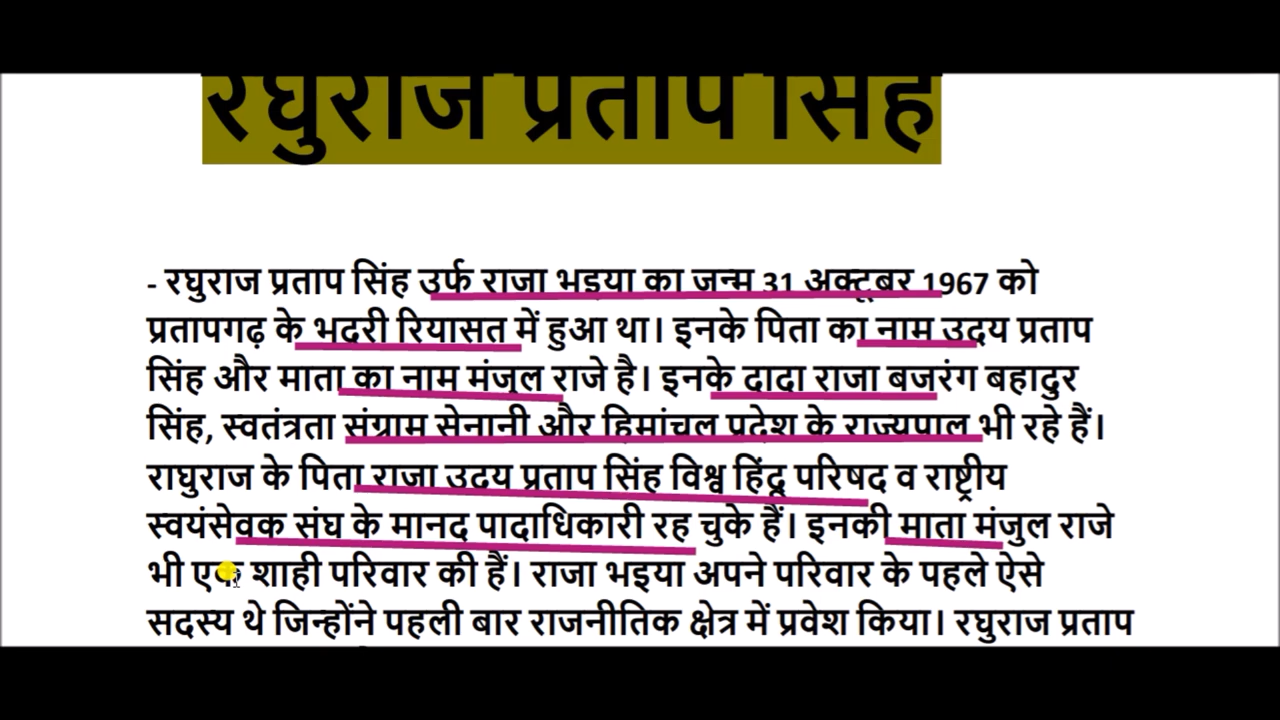 रघुराज प्रताप सिंह
- रघुराज प्रताप सिंह उर्फ राजा भइया का जन्म 31 अक्टूबर 1967 को
प्रतापगढ़ के भदरी रियासत में हुआ था। इनके पिता का नाम उदय प्रताप
सिंह और माता का नाम मंजुल राजे है। इनके दादा राजा बजरंग बहादुर
सिंह, स्वतंत्रता संग्राम सेनानी और हिमांचल प्रदेश के राज्यपाल भी रहे हैं।
राघुराज के पिता राजा उदय प्रताप सिंह विश्व हिंदू परिषद व राष्ट्रीय
स्वयंसेवक संघ के मानद पादाधिकारी रह चुके हैं। इनकी माता मंजुल राजे
भी एक शाही परिवार की हैं। राजा भइया अपने परिवार के पहले ऐसे
सदस्य थे जिन्होंने पहली बार राजनीतिक क्षेत्र में प्रवेश किया। रघुराज प्रताप